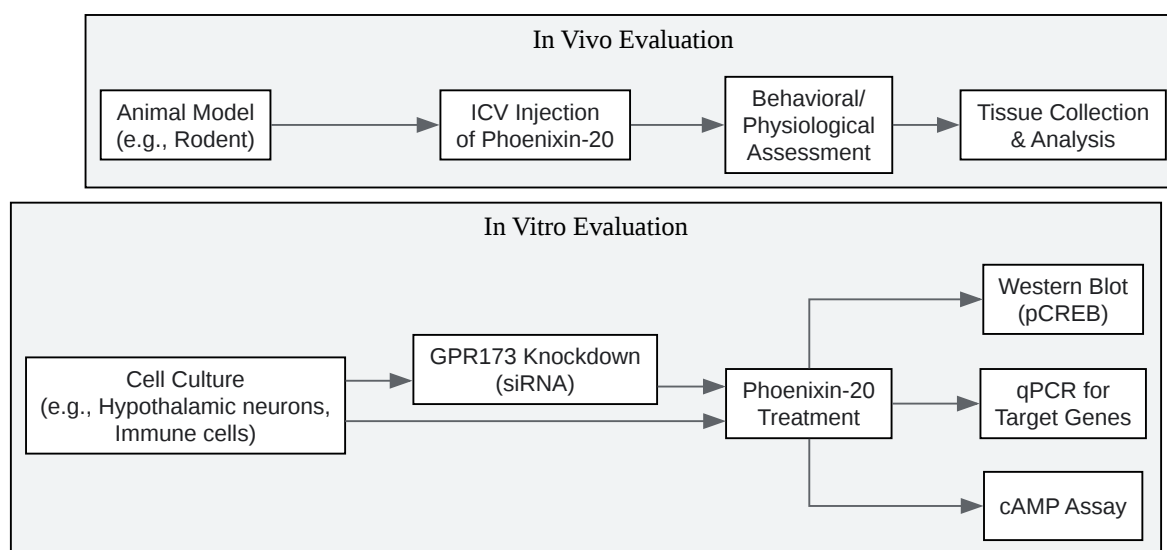 In Vivo Evaluation
Animal Model
(e.g., Rodent)
ICV Injection
of Phoenixin-20
Behavioral/
Physiological
Assessment
Tissue Collection
& Analysis
In Vitro Evaluation
Cell Culture
(e.g., Hypothalamic neurons,
Immune cells)
GPR173 Knockdown
(siRNA)
Phoenixin-20
Treatment
Western Blot
(pCREB)
qPCR for
Target Genes
cAMP Assay